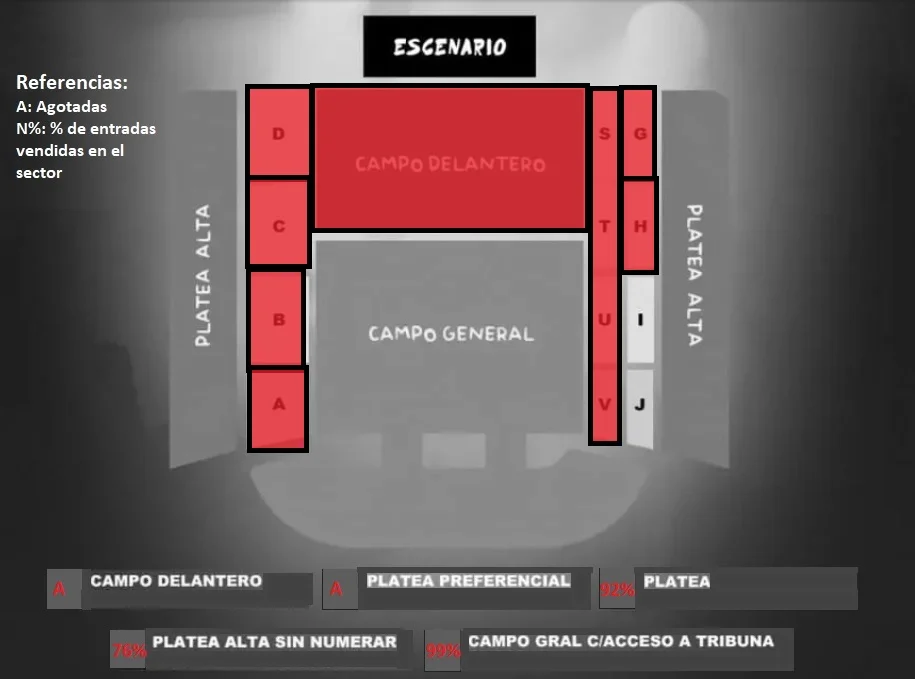 ESCENARIO
Referencias:
A: Agotadas
N%: % de entradas
vendidas en el
sector
D
CAMPO DELANTERO
S
G
C
T
H
PLATEA ALTA
PLATEA ALTA
B
CAMPO GENERAL
U
I
A
V
J
A CAMPO DELANTERO
A PLATEA PREFERENCIAL
92% PLATEA
76% PLATEA ALTA SIN NUMERAR
99% CAMPO GRAL C/ACCESO A TRIBUNA